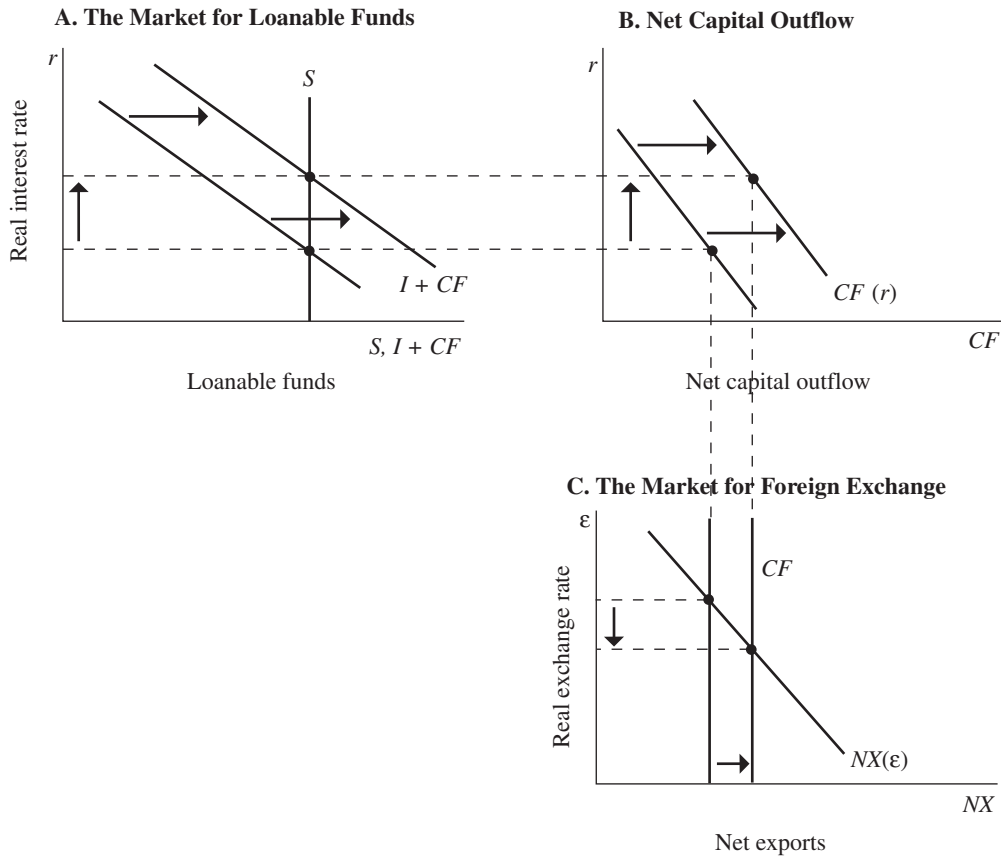 A. The Market for Loanable Funds
r
Real interest rate
S
I + CF
S, I + CF
Loanable funds
B. Net Capital Outflow
r
CF (r)
CF
Net capital outflow
C. The Market for Foreign Exchange
ε
Real exchange rate
CF
NX(ε)
NX
Net exports